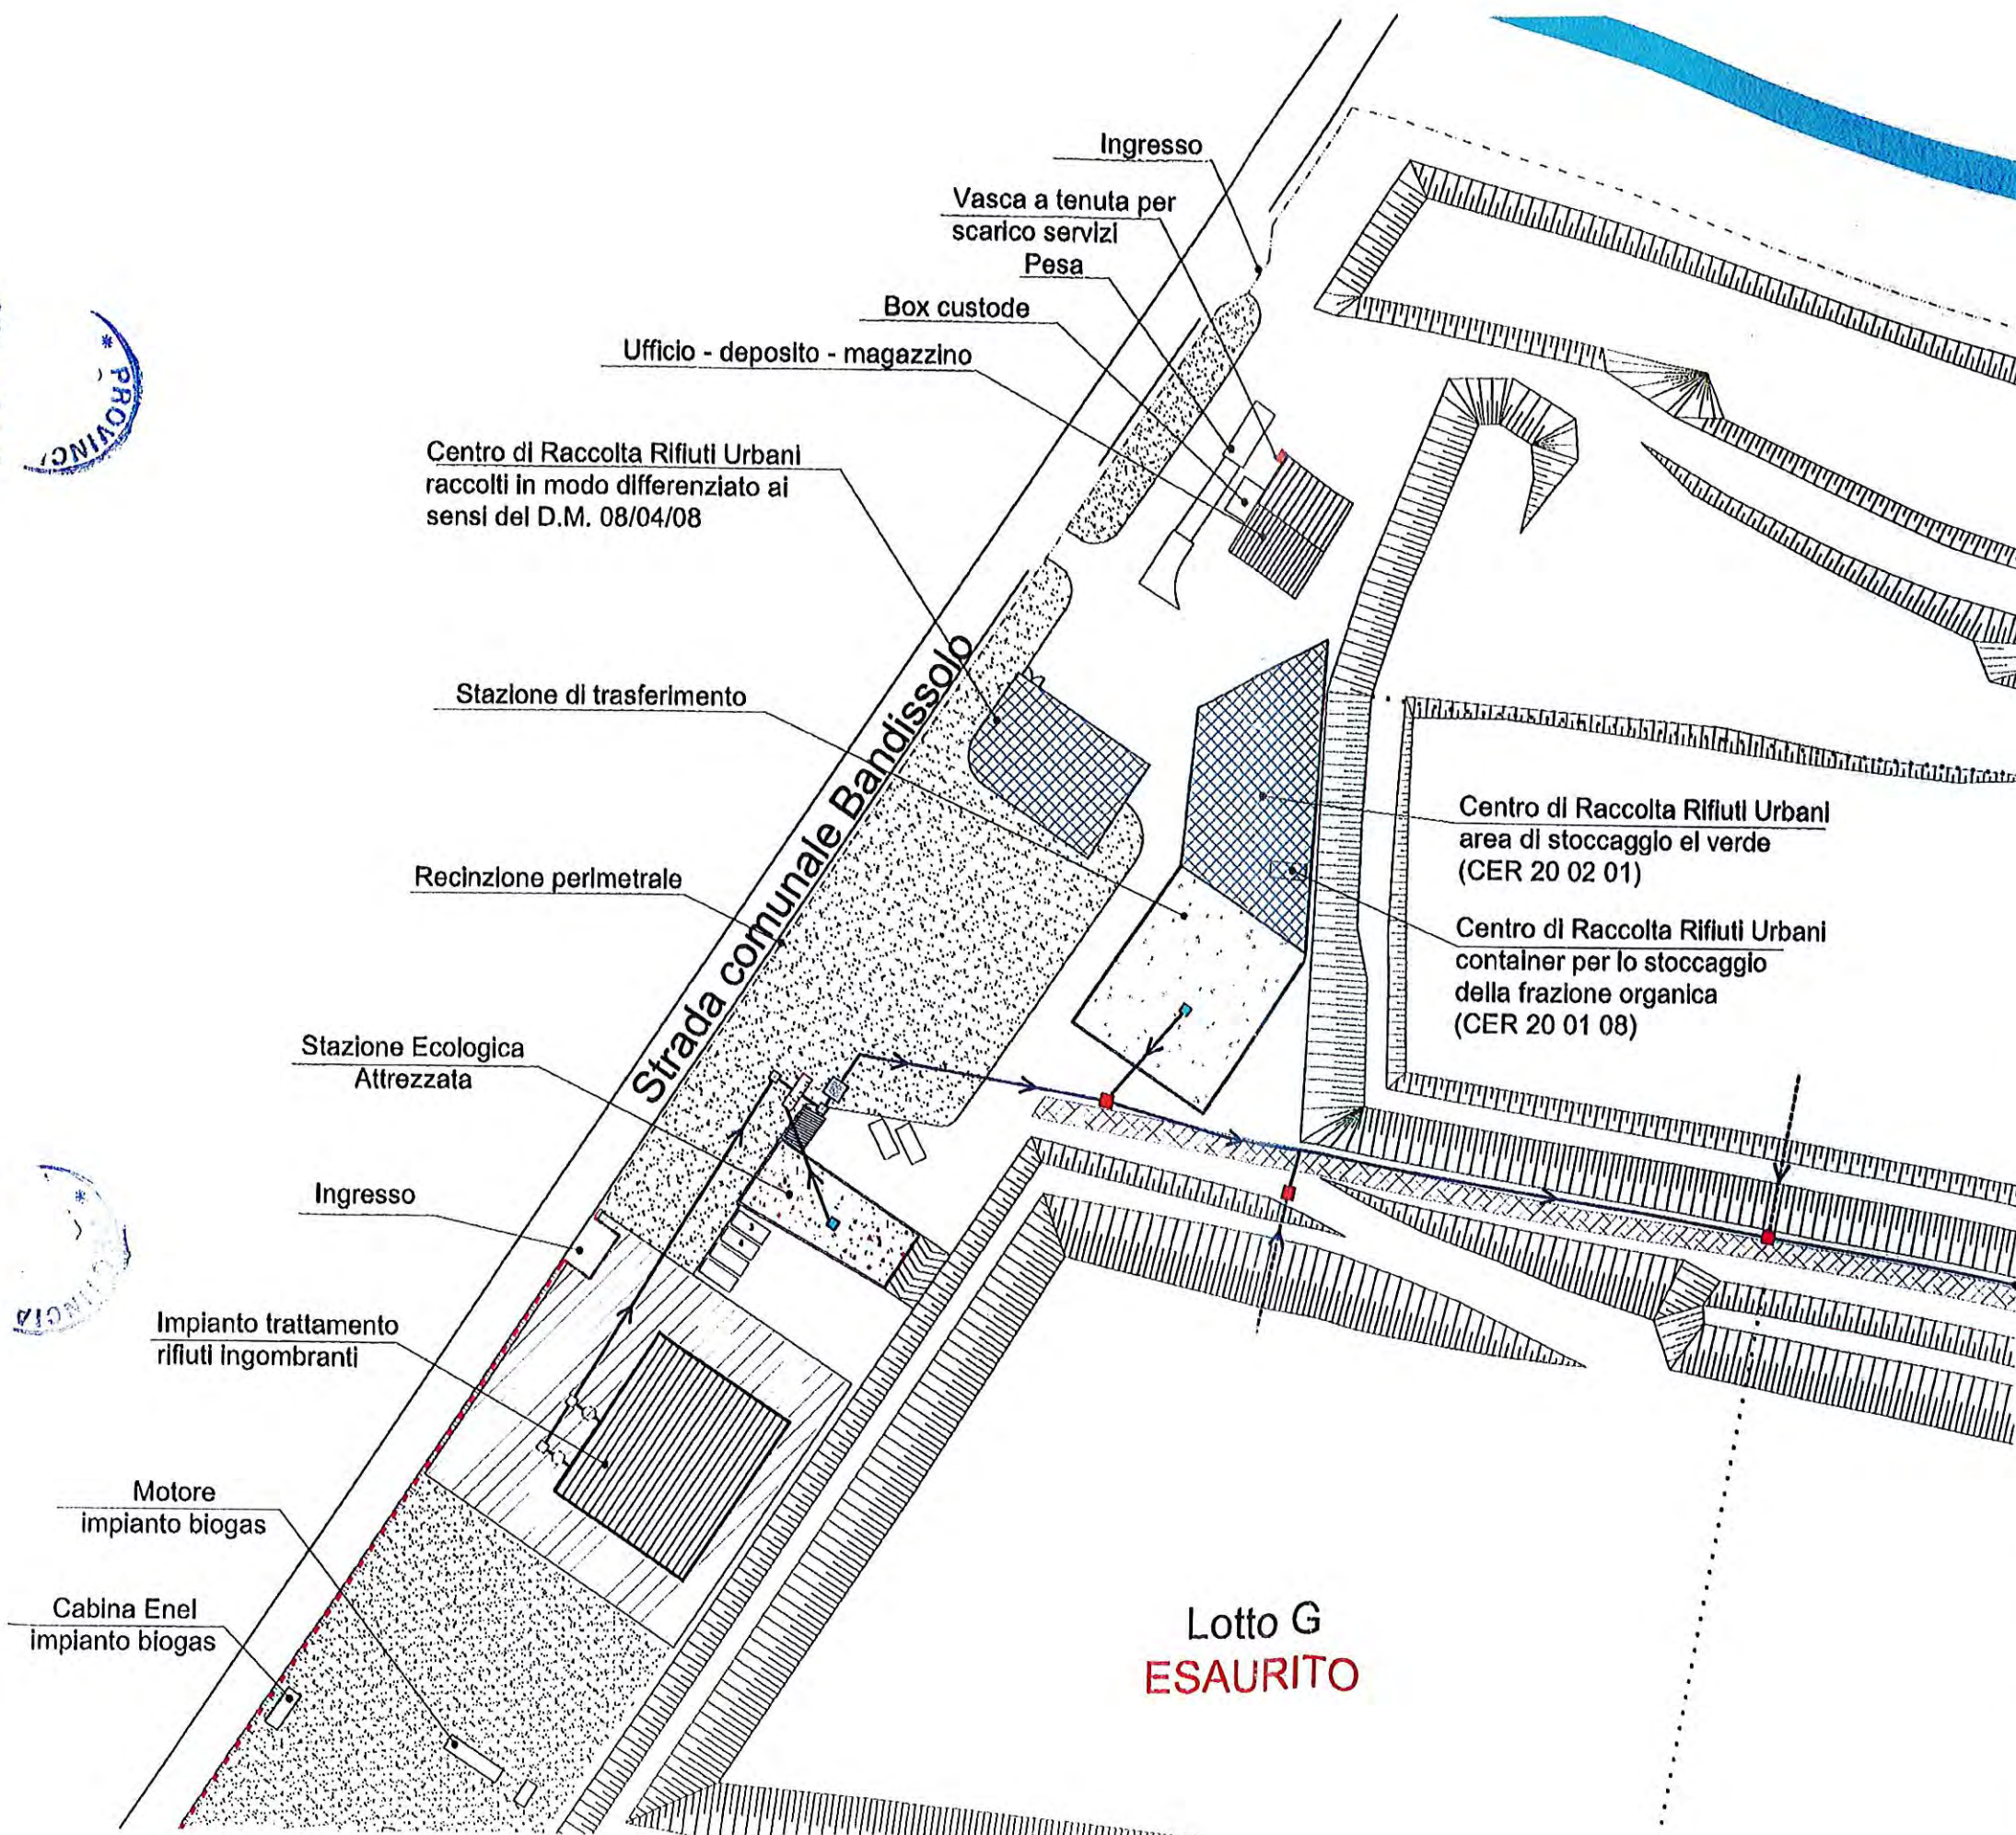 Ingresso
Vasca a tenuta per
scarico servizi
Pesa
Box custode
Ufficio - deposito - magazzino
Centro di Raccolta Rifiuti Urbani
raccolti in modo differenziato ai
sensi del D.M. 08/04/08
Stazione di trasferimento
Recinzione perimetrale
Strada comunale Bandissolo
Centro di Raccolta Rifiuti Urbani
area di stoccaggio el verde
(CER 20 02 01)
Centro di Raccolta Rifiuti Urbani
container per lo stoccaggio
della frazione organica
(CER 20 01 08)
Stazione Ecologica
Attrezzata
Ingresso
Impianto trattamento
rifiuti ingombranti
Motore
impianto biogas
Cabina Enel
impianto biogas
Lotto G
ESAURITO
* PROVINC